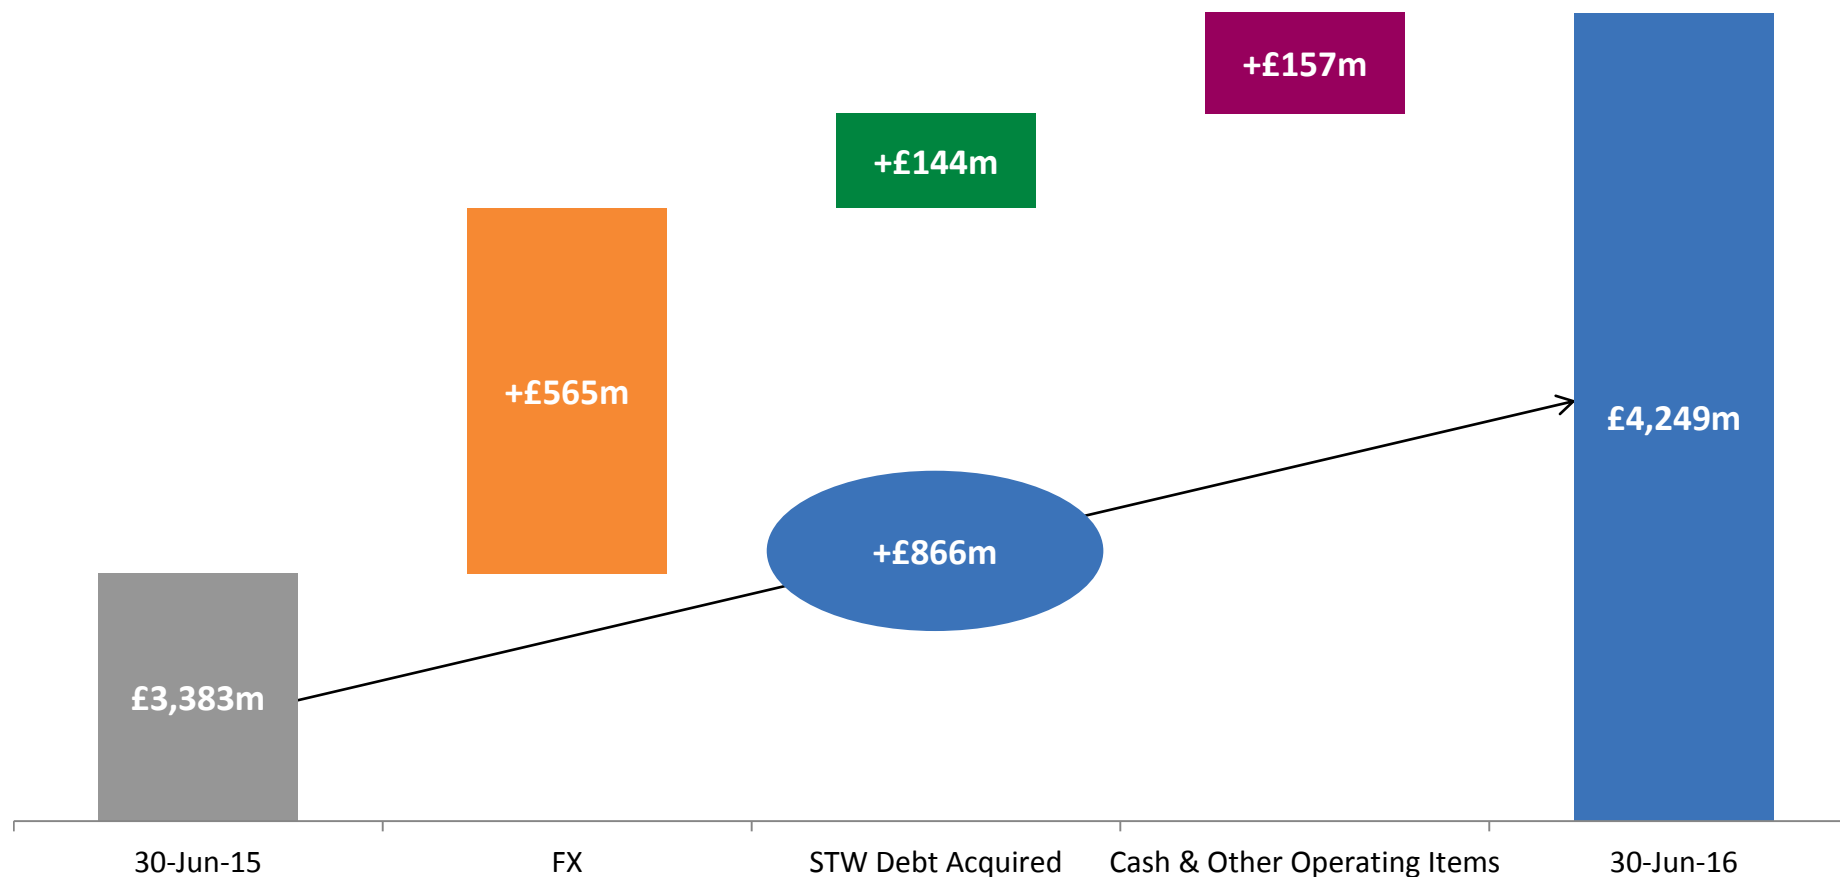 +£157m
+£144m
+£565m
£4,249m
+£866m
£3,383m
30-Jun-15
FX
STW Debt Acquired
Cash & Other Operating Items
30-Jun-16